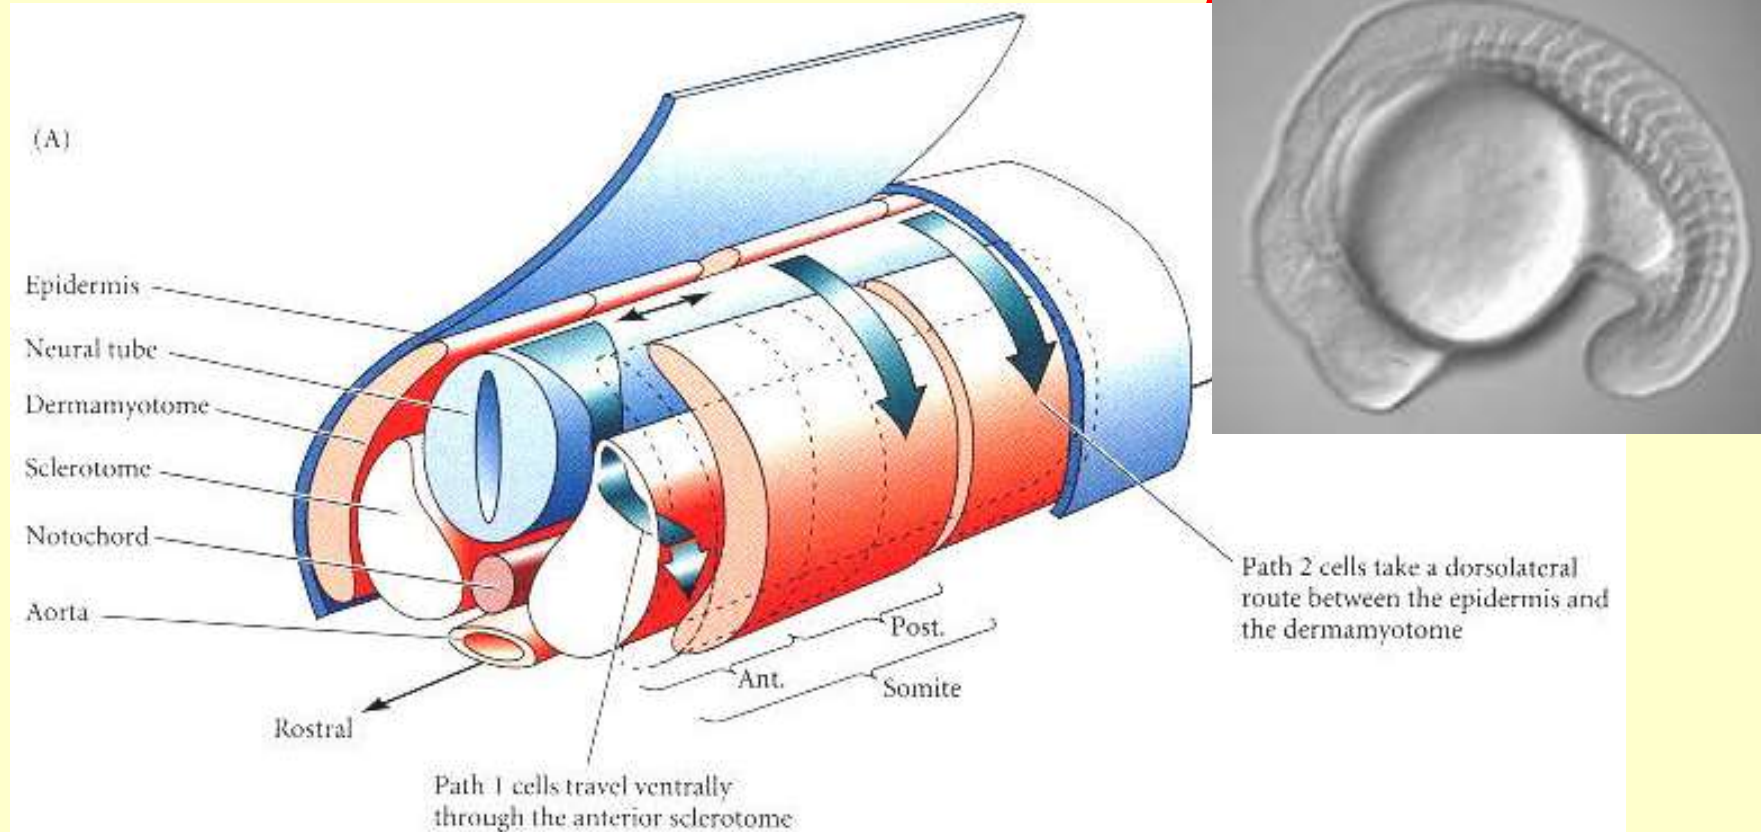 (A)
Epidermis
Neural tube
Dermamyotome
Sclerotome
Notochord
Aorta
Rostral
Ant.
Post.
Somite
Path 1 cells travel ventrally
through the anterior sclerotome
Path 2 cells take a dorsolateral
route between the epidermis and
the dermamyotome